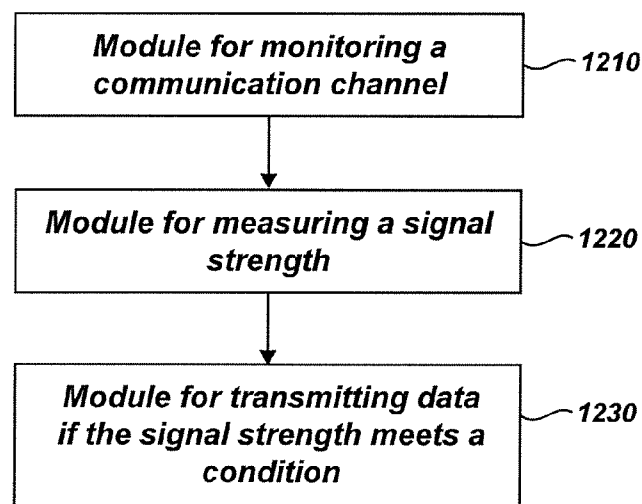 Module for monitoring a
communication channel
1210
Module for measuring a signal
strength
1220
Module for transmitting data
if the signal strength meets a
condition
1230